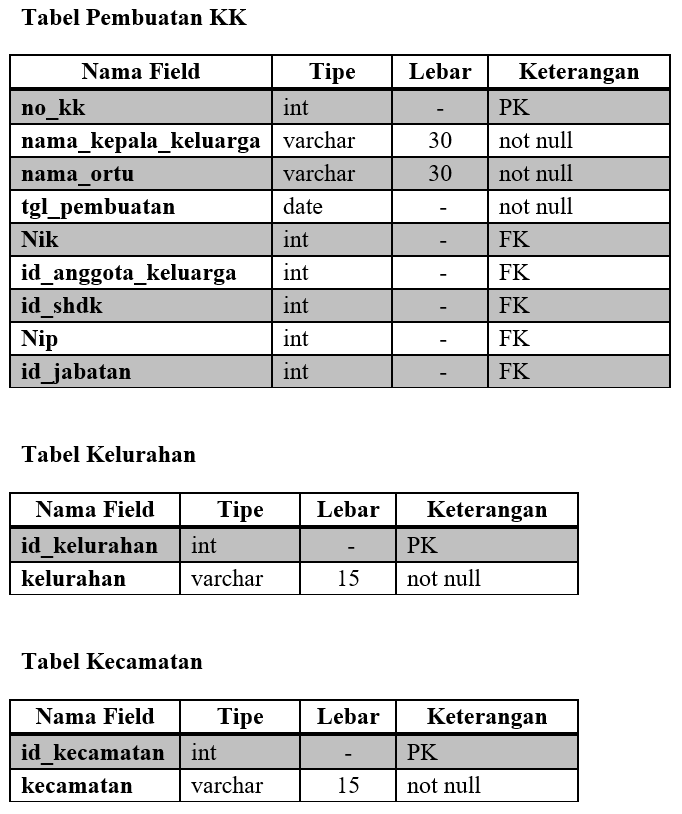 Tabel Pembuatan KK
Nama Field Tipe Lebar Keterangan
no_kk int - PK
nama_kepala_keluarga varchar 30 not null
nama_ortu varchar 30 not null
tgl_pembuatan date - not null
Nik int - FK
id_anggota_keluarga int - FK
id_shdk int - FK
Nip int - FK
id_jabatan int - FK
Tabel Kelurahan
Nama Field Tipe Lebar Keterangan
id_kelurahan int - PK
kelurahan varchar 15 not null
Tabel Kecamatan
Nama Field Tipe Lebar Keterangan
id_kecamatan int - PK
kecamatan varchar 15 not null